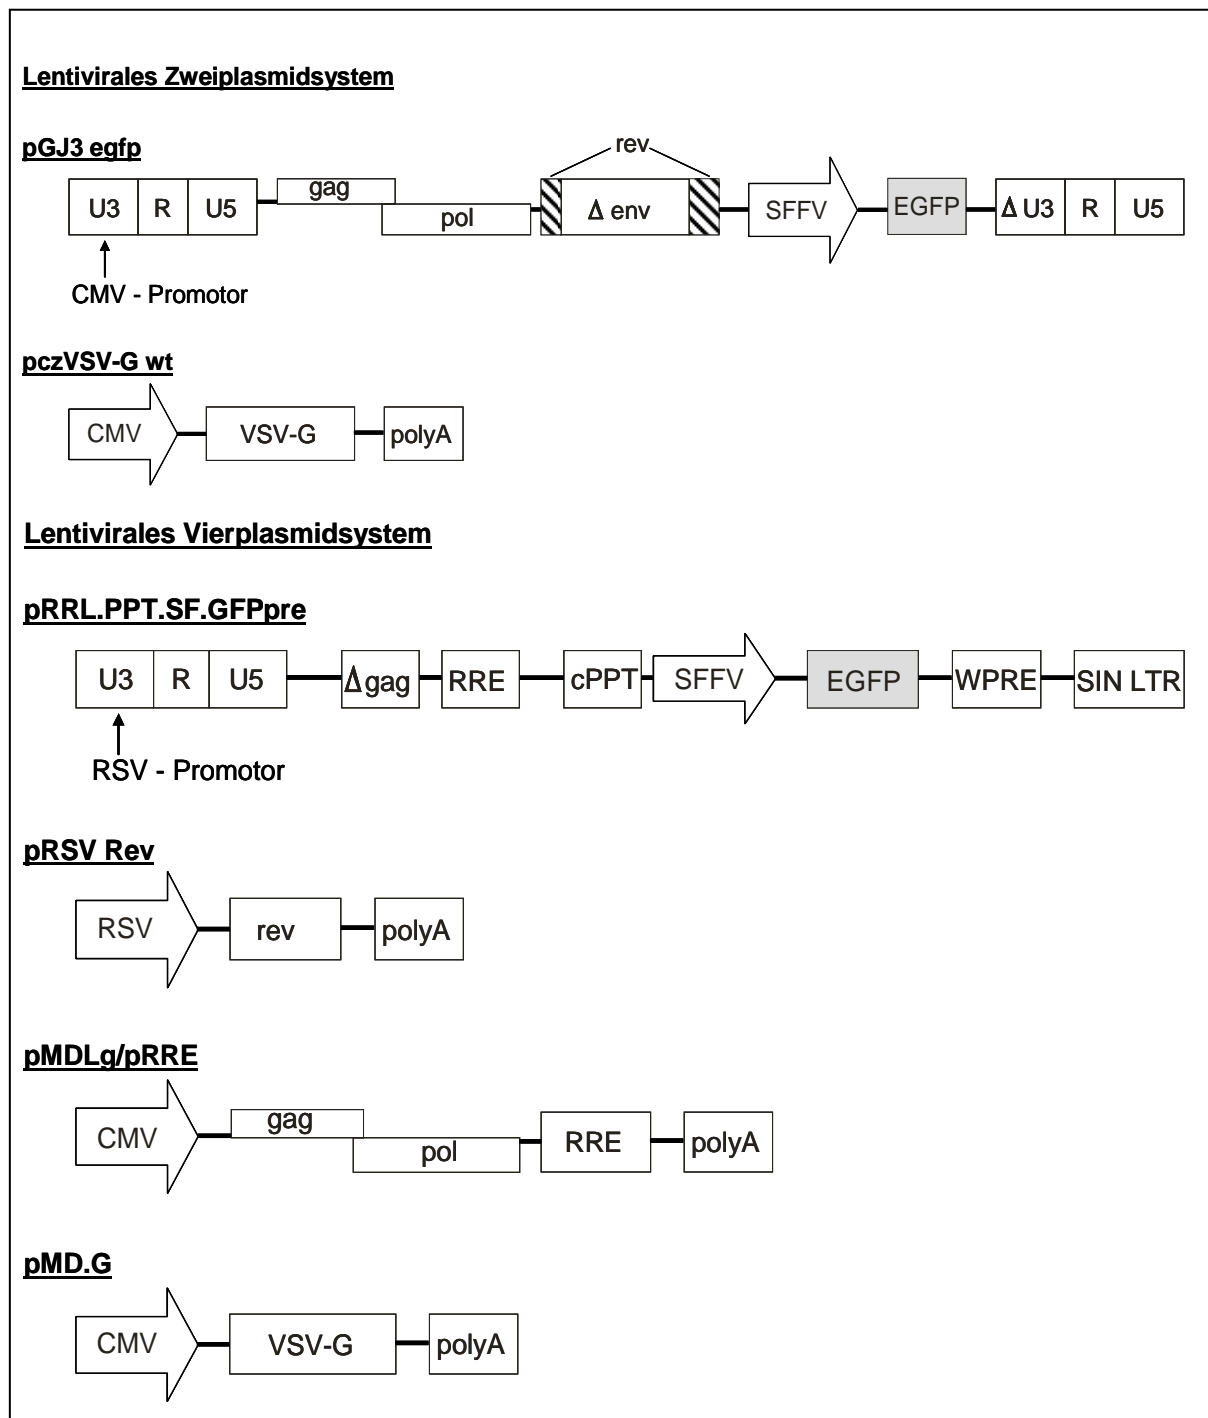 Lentivirales Zweiplasmidsystem
pGJ3 egfp
rev
U3 R U5 gag pol Δ env SFFV EGFP Δ U3 R U5
CMV - Promotor
pczVSV-G wt
CMV VSV-G polyA
Lentivirales Vierplasmidsystem
pRRL.PPT.SF.GFPpre
U3 R U5 Δ gag RRE cPPT SFFV EGFP WPRE SIN LTR
RSV - Promotor
pRSV Rev
RSV rev polyA
pMDLg/pRRE
CMV gag pol RRE polyA
pMD.G
CMV VSV-G polyA